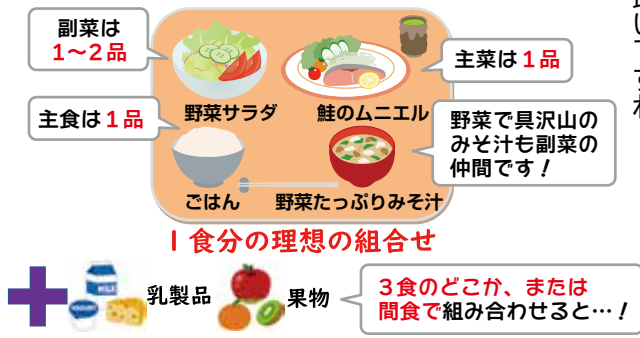 副菜は
1～2品
野菜サラダ
鮭のムニエル
主菜は1品
主食は1品
野菜で具沢山の
みそ汁も副菜の
仲間です！
ごはん
野菜たっぷりみそ汁
1食分の理想の組合せ
MILK
YOGURT
乳製品
果物
3食のどこか、または
間食で組み合わせると…！